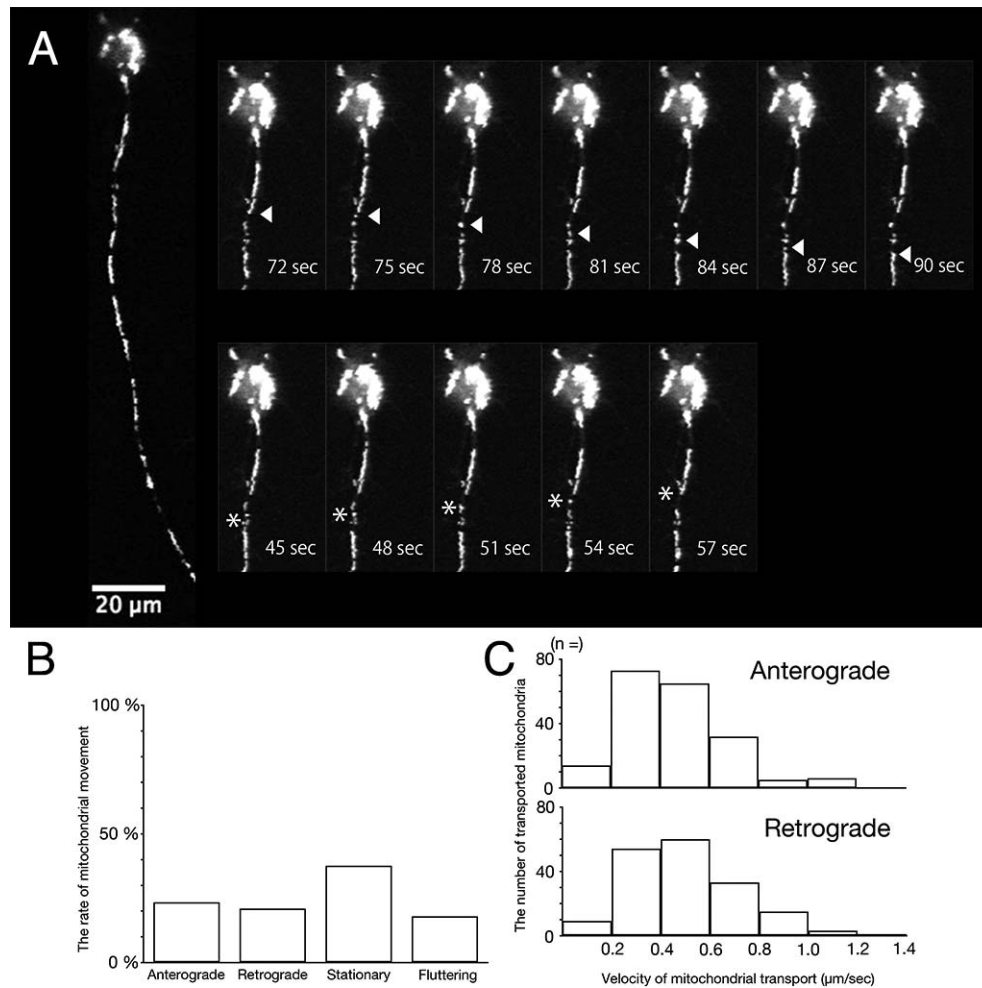 A
72 sec 75 sec 78 sec 81 sec 84 sec 87 sec 90 sec
* * * * *
45 sec 48 sec 51 sec 54 sec 57 sec
20 µm
B
The rate of mitochondrial movement
100 %
50 %
0 %
Anterograde Retrograde Stationary Fluttering
C
(n =)
The number of transported mitochondria
80
40
0
Anterograde
80
40
0
Retrograde
0.2 0.4 0.6 0.8 1.0 1.2 1.4
Velocity of mitochondrial transport (µm/sec)